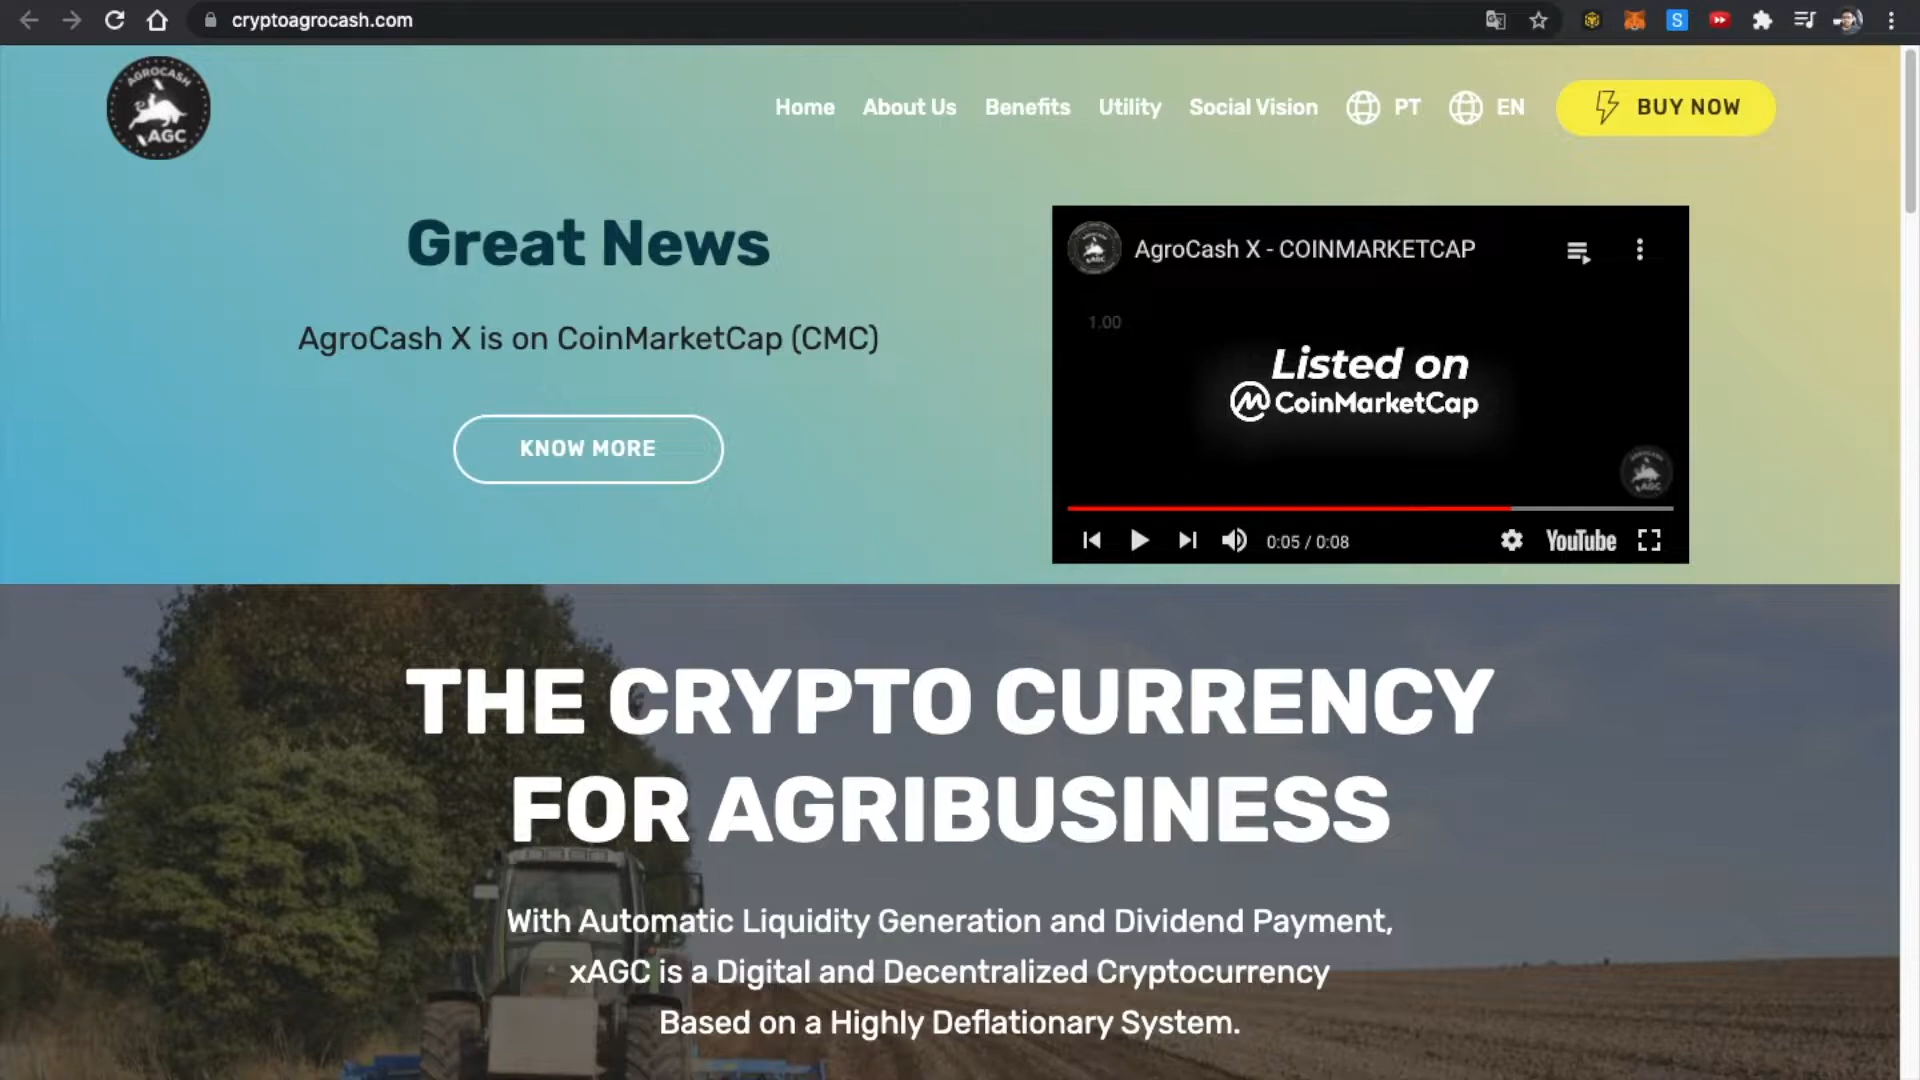 cryptoagrocash.com
AGROCASH
AGC
Home
About Us
Benefits
Utility
Social Vision
PT
EN
BUY NOW
Great News
AgroCash X is on CoinMarketCap (CMC)
KNOW MORE
AgroCash X - COINMARKETCAP
1.00
Listed on
CoinMarketCap
AGROCASH
AGC
0:05 / 0:08
YouTube
THE CRYPTO CURRENCY
FOR AGRIBUSINESS
With Automatic Liquidity Generation and Dividend Payment,
xAGC is a Digital and Decentralized Cryptocurrency
Based on a Highly Deflationary System.